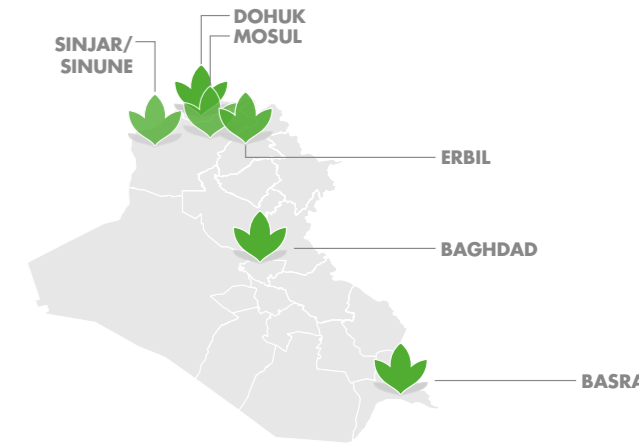 DOHUK
MOSUL
SINJAR/
SINUNE
ERBIL
BAGHDAD
BASRA